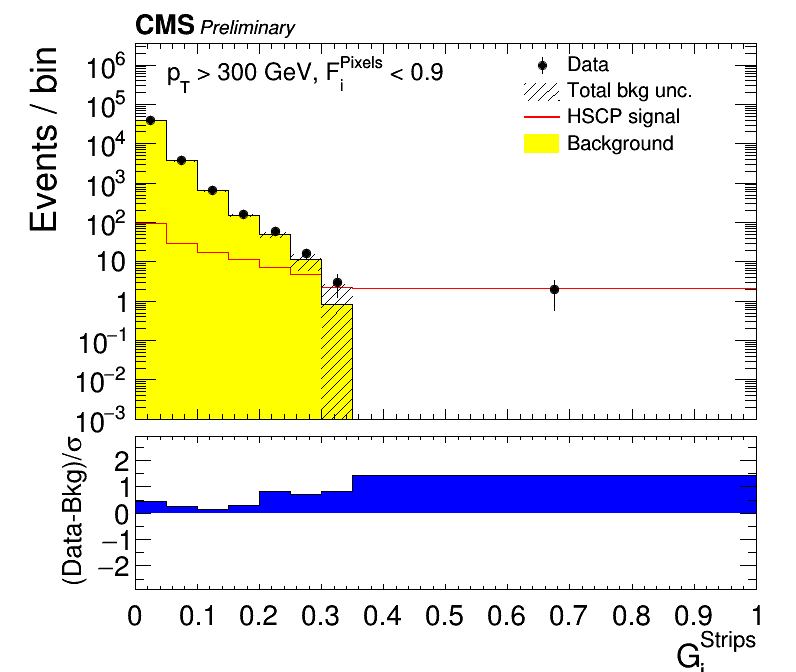 CMS Preliminary
p_T > 300 GeV, F_i^Pixels < 0.9
Data
Total bkg unc.
HSCP signal
Background
Events / bin
10^6
10^5
10^4
10^3
10^2
10
1
10^−1
10^−2
10^−3
(Data-Bkg)/σ
2
1
0
−1
−2
0 0.1 0.2 0.3 0.4 0.5 0.6 0.7 0.8 0.9 1
G_i^Strips